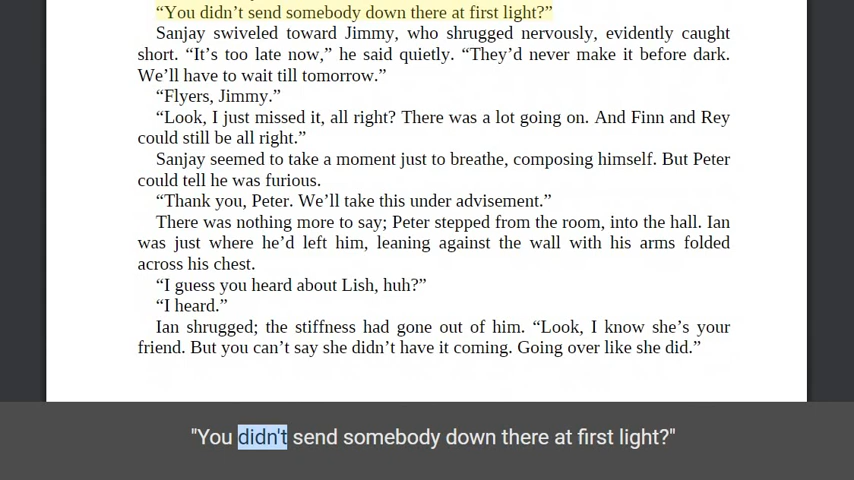 “You didn’t send somebody down there at first light?”
Sanjay swiveled toward Jimmy, who shrugged nervously, evidently caught
short. “It’s too late now,” he said quietly. “They’d never make it before dark.
We’ll have to wait till tomorrow.”
“Flyers, Jimmy.”
“Look, I just missed it, all right? There was a lot going on. And Finn and Rey
could still be all right.”
Sanjay seemed to take a moment just to breathe, composing himself. But Peter
could tell he was furious.
“Thank you, Peter. We’ll take this under advisement.”
There was nothing more to say; Peter stepped from the room, into the hall. Ian
was just where he’d left him, leaning against the wall with his arms folded
across his chest.
“I guess you heard about Lish, huh?”
“I heard.”
Ian shrugged; the stiffness had gone out of him. “Look, I know she’s your
friend. But you can’t say she didn’t have it coming. Going over like she did.”
"You didn't send somebody down there at first light?"